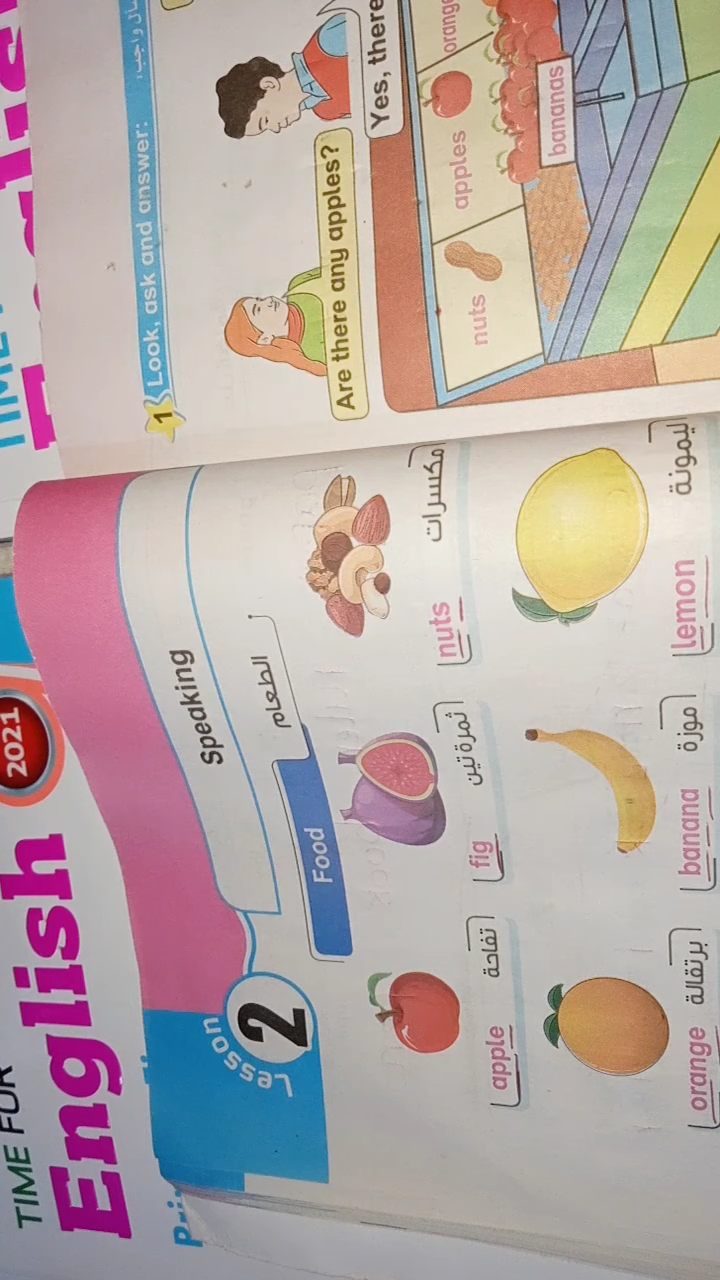 TIME FOR
English
2021
Lesson 2
Speaking
Food
الطعام
apple تفاحة
fig ثمرة تين
nuts مكسرات
orange برتقالة
banana موزة
lemon ليمونة
1 Look, ask and answer:
Are there any apples?
Yes, there
nuts
apples
orange
bananas